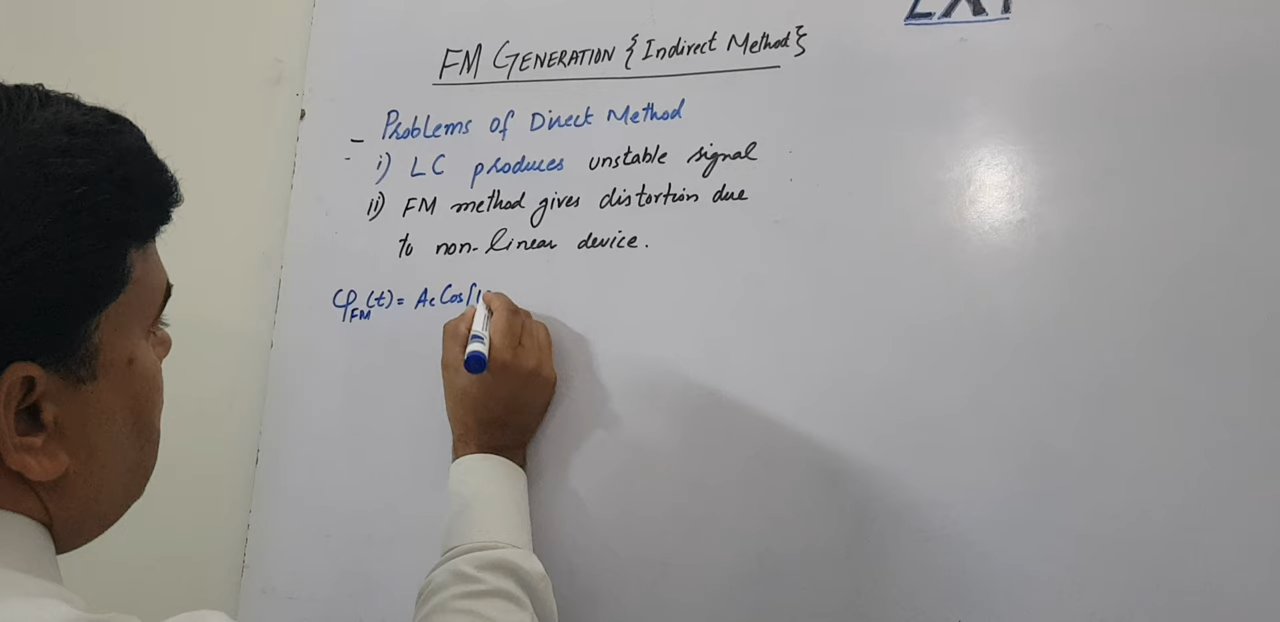 FM GENERATION {Indirect Method}
- Problems of Direct Method
i) LC produces unstable signal
ii) FM method gives distortion due
to non-linear device.
φFM(t) = Ac Cos[